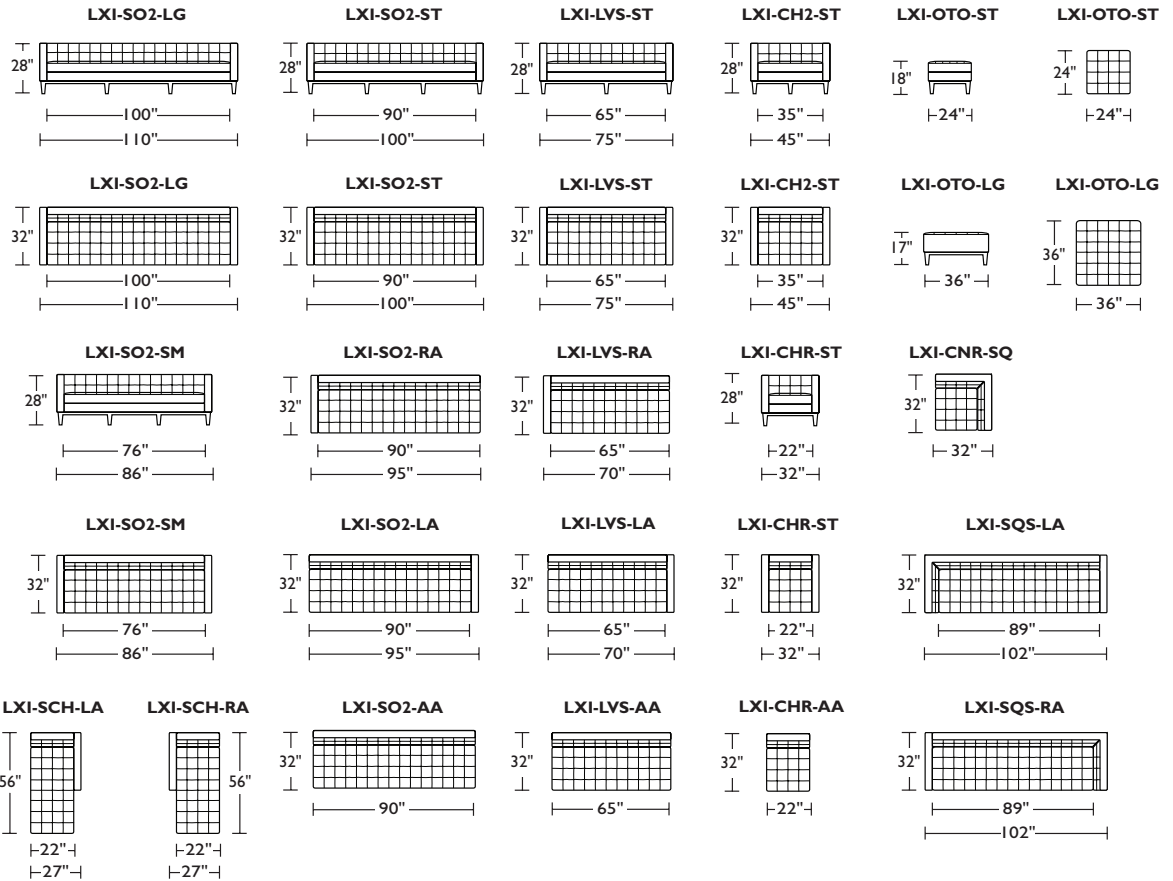 LXI-SO2-LG LXI-SO2-ST LXI-LVS-ST LXI-CH2-ST LXI-OTO-ST LXI-OTO-ST
28" 28" 28" 28" 18" 24"
100" 90" 65" 35" 24" 24"
110" 100" 75" 45"
LXI-SO2-LG LXI-SO2-ST LXI-LVS-ST LXI-CH2-ST LXI-OTO-LG LXI-OTO-LG
32" 32" 32" 32" 17" 36"
100" 90" 65" 35" 36" 36"
110" 100" 75" 45"
LXI-SO2-SM LXI-SO2-RA LXI-LVS-RA LXI-CHR-ST LXI-CNR-SQ
28" 32" 32" 28" 32"
76" 90" 65" 22" 32"
86" 95" 70" 32"
LXI-SO2-SM LXI-SO2-LA LXI-LVS-LA LXI-CHR-ST LXI-SQS-LA
32" 32" 32" 32" 32"
76" 90" 65" 22" 89"
86" 95" 70" 32" 102"
LXI-SCH-LA LXI-SCH-RA LXI-SO2-AA LXI-LVS-AA LXI-CHR-AA LXI-SQS-RA
56" 56" 32" 32" 32" 32"
22" 22" 90" 65" 22" 89"
27" 27" 102"